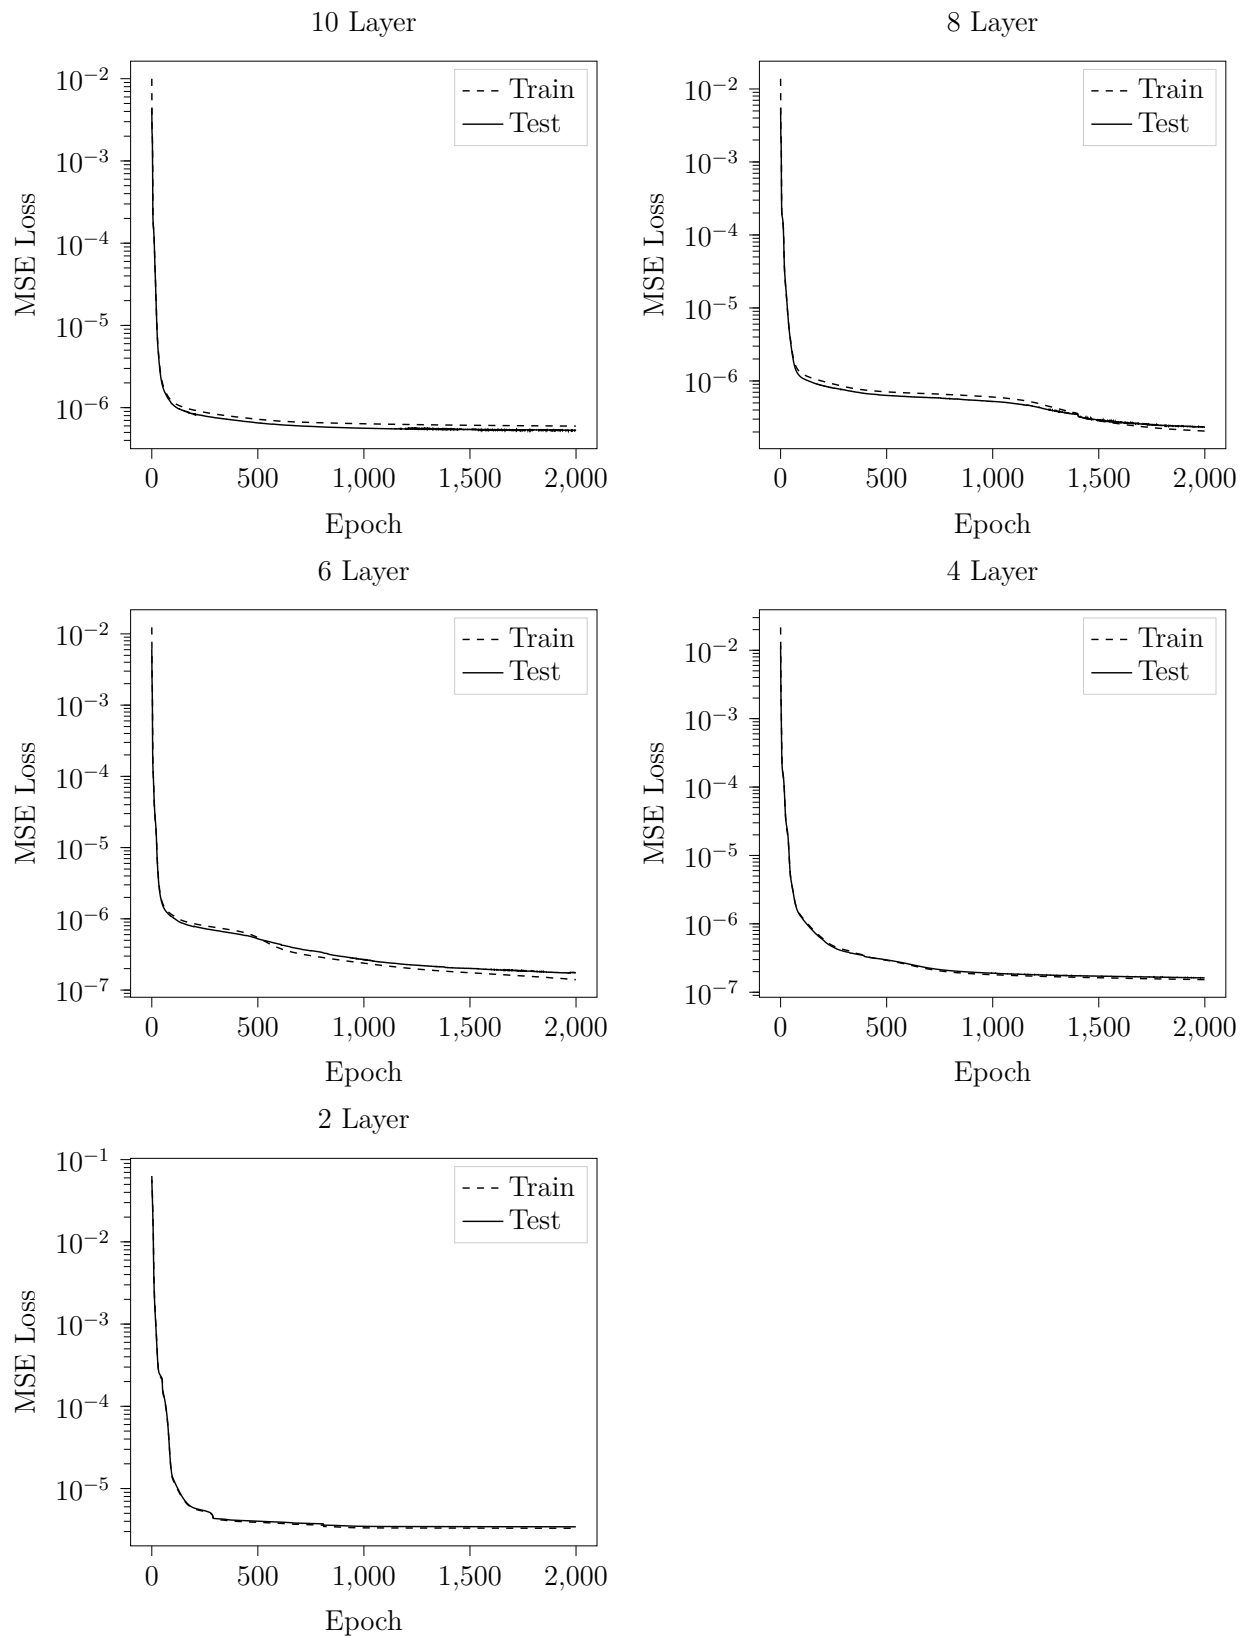 10 Layer
10⁻²
10⁻³
10⁻⁴
10⁻⁵
10⁻⁶
MSE Loss
Train
Test
0 500 1,000 1,500 2,000
Epoch
8 Layer
10⁻²
10⁻³
10⁻⁴
10⁻⁵
10⁻⁶
MSE Loss
Train
Test
0 500 1,000 1,500 2,000
Epoch
6 Layer
10⁻²
10⁻³
10⁻⁴
10⁻⁵
10⁻⁶
10⁻⁷
MSE Loss
Train
Test
0 500 1,000 1,500 2,000
Epoch
4 Layer
10⁻²
10⁻³
10⁻⁴
10⁻⁵
10⁻⁶
10⁻⁷
MSE Loss
Train
Test
0 500 1,000 1,500 2,000
Epoch
2 Layer
10⁻¹
10⁻²
10⁻³
10⁻⁴
10⁻⁵
MSE Loss
Train
Test
0 500 1,000 1,500 2,000
Epoch